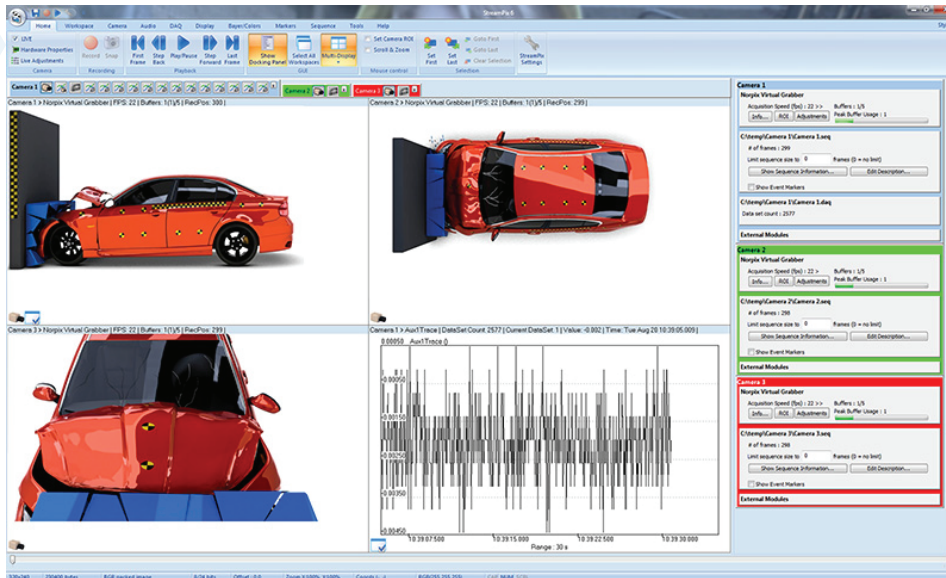 StreamPix 6
Home Workspace Camera Audio DAQ Display Bayer/Colors Markers Sequence Tools Help
LIVE
Hardware Properties
Live Adjustments
Camera
Record Snap
Recording
First Frame Step Back Play/Pause Step Forward Last Frame
Playback
Show Docking Panel Select All Workspaces Multi-Display
GUI
Set Camera ROI
Scroll & Zoom
Mouse control
Set First Set Last
Goto First
Goto Last
Clear Selection
Selection
StreamPix Settings
Camera 1 Camera 2 Camera 3
Camera 1 > Norpix Virtual Grabber | FPS: 22 | Buffers: 1(1)/5 | RecPos: 300 |
Camera 2 > Norpix Virtual Grabber | FPS: 22 | Buffers: 1(1)/5 | RecPos: 299 |
Camera 3 > Norpix Virtual Grabber | FPS: 22 | Buffers: 1(1)/5 | RecPos: 299 |
Camera 1 > Aux1Trace | DataSet Count: 2577 | Current DataSet: 1 | Value: -0.002 | Time: Tue Aug 20 10:39:05.009 |
0.00050 Aux1Trace ()
-0.00050
-0.00150
-0.00250
-0.00350
-0.00450
10:39:07.500 10:39:15.000 10:39:22.500 10:39:30.000
Range : 30 s
Camera 1
Norpix Virtual Grabber
Acquisition Speed (fps) : 22 >> Buffers : 1/5
Info... ROI Adjustments Peak Buffer Usage : 1
C:\temp\Camera 1\Camera 1.seq
# of frames : 299
Limit sequence size to 0 frames (0 = no limit)
Show Sequence Information... Edit Description...
Show Event Markers
C:\temp\Camera 1\Camera 1.daq
Data set count : 2577
External Modules
Camera 2
Norpix Virtual Grabber
Acquisition Speed (fps) : 22 > Buffers : 1/5
Info... ROI Adjustments Peak Buffer Usage : 1
C:\temp\Camera 2\Camera 2.seq
# of frames : 298
Limit sequence size to 0 frames (0 = no limit)
Show Sequence Information... Edit Description...
Show Event Markers
External Modules
Camera 3
Norpix Virtual Grabber
Acquisition Speed (fps) : 22 >> Buffers : 1/5
Info... ROI Adjustments Peak Buffer Usage : 1
C:\temp\Camera 3\Camera 3.seq
# of frames : 298
Limit sequence size to 0 frames (0 = no limit)
Show Sequence Information... Edit Description...
Show Event Markers
External Modules